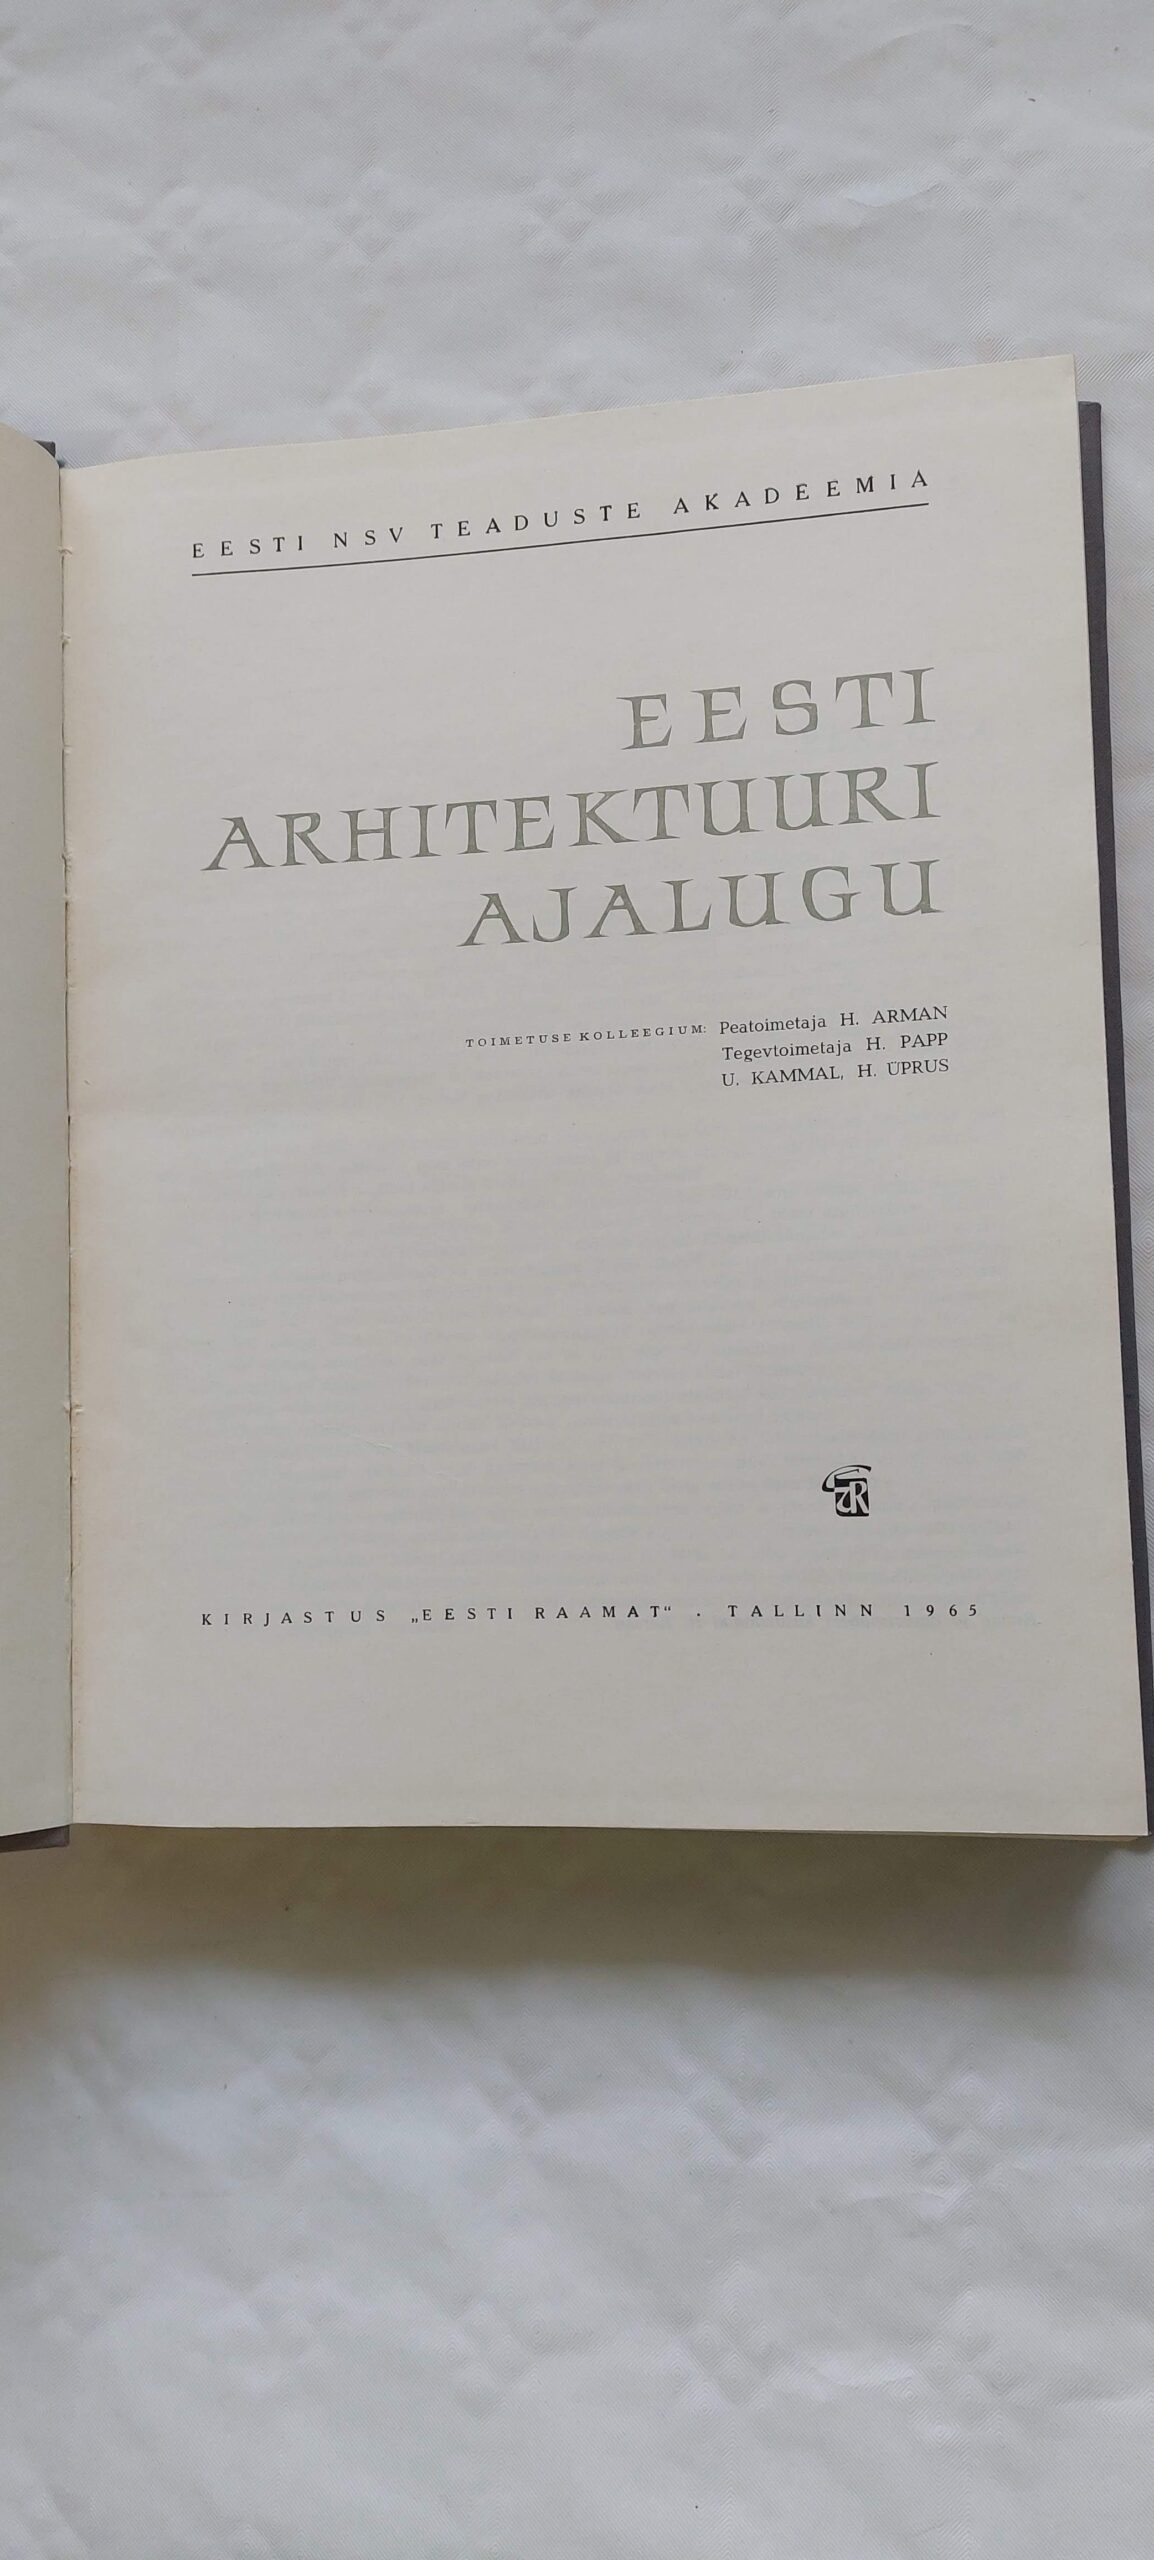 EESTI NSV TEADUSTE AKADEEMIA
EESTI
ARHITEKTUURI
AJALUGU
TOIMETUSE KOLLEEGIUM: Peatoimetaja H. ARMAN
Tegevtoimetaja H. PAPP
U. KAMMAL, H. ÜPRUS
KIRJASTUS „EESTI RAAMAT“ . TALLINN 1965